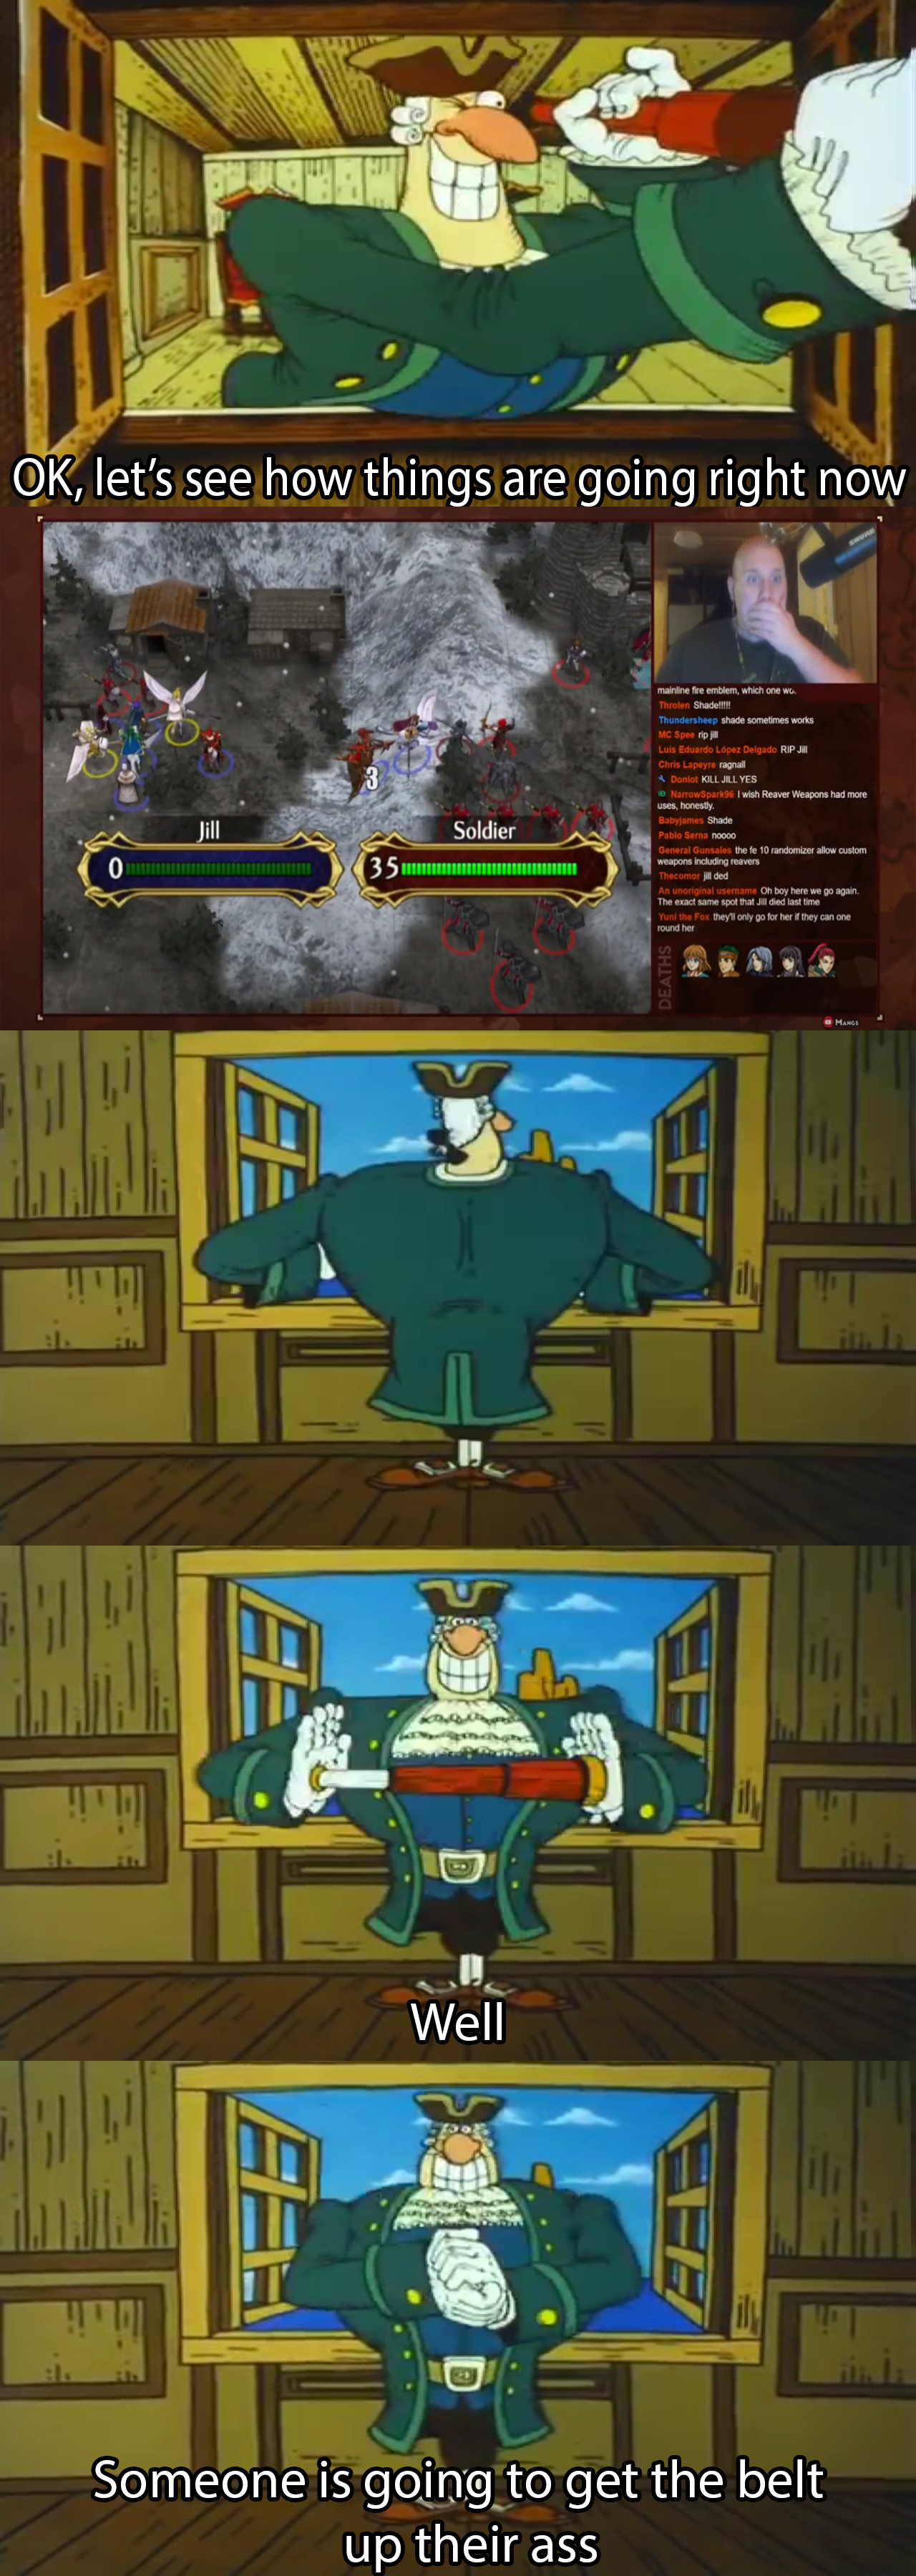 OK, let's see how things are going right now
SHURE
mainline fire emblem, which one wo.
Throlen Shade!!!!!
Thundersheep shade sometimes works
MC Spee rip jill
Luis Eduardo López Delgado RIP Jill
Chris Lapeyre ragnall
Donlot KILL JILL YES
NarrowSpark96 I wish Reaver Weapons had more
uses, honestly.
Babyjames Shade
Pablo Serna noooo
General Gunsales the fe 10 randomizer allow custom
weapons including reavers
Thecomor jill ded
An unoriginal username Oh boy here we go again.
The exact same spot that Jill died last time
Yuni the Fox they'll only go for her if they can one
round her
3
Jill
0
Soldier
35
DEATHS
MANGS
Well
Someone is going to get the belt
up their ass